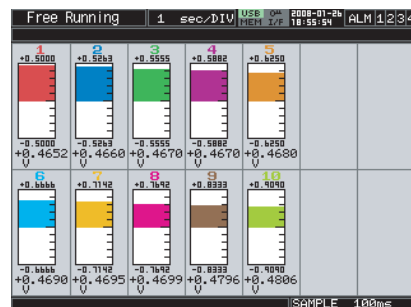 Free Running 1 sec/DIV USB MEM I/F 2008-01-26 18:55:54 ALM 1 2 3 4
1 2 3 4 5
+0.5000 +0.5263 +0.5555 +0.5882 +0.6250
-0.5000 -0.5263 -0.5555 -0.5882 -0.6250
+0.4652 +0.4660 +0.4670 +0.4670 +0.4680
V V V V V
6 7 8 9 10
+0.6666 +0.7142 +0.7692 +0.8333 +0.9090
-0.6666 -0.7142 -0.7692 -0.8333 -0.9090
+0.4690 +0.4695 +0.4699 +0.4796 +0.4806
V V V V V
SAMPLE 100ms